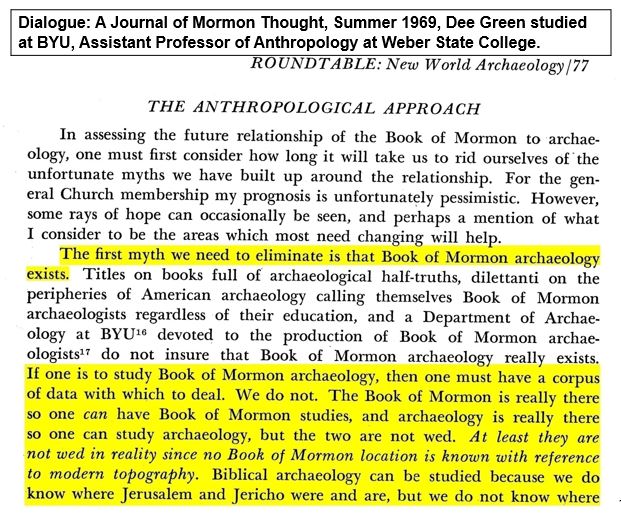 Dialogue: A Journal of Mormon Thought, Summer 1969, Dee Green studied
at BYU, Assistant Professor of Anthropology at Weber State College.
ROUNDTABLE: New World Archaeology/77
THE ANTHROPOLOGICAL APPROACH
In assessing the future relationship of the Book of Mormon to archae-
ology, one must first consider how long it will take us to rid ourselves of the
unfortunate myths we have built up around the relationship. For the gen-
eral Church membership my prognosis is unfortunately pessimistic. However,
some rays of hope can occasionally be seen, and perhaps a mention of what
I consider to be the areas which most need changing will help.
The first myth we need to eliminate is that Book of Mormon archaeology
exists. Titles on books full of archaeological half-truths, dilettanti on the
peripheries of American archaeology calling themselves Book of Mormon
archaeologists regardless of their education, and a Department of Archae-
ology at BYU¹⁶ devoted to the production of Book of Mormon archae-
ologists¹⁷ do not insure that Book of Mormon archaeology really exists.
If one is to study Book of Mormon archaeology, then one must have a corpus
of data with which to deal. We do not. The Book of Mormon is really there
so one can have Book of Mormon studies, and archaeology is really there
so one can study archaeology, but the two are not wed. At least they are
not wed in reality since no Book of Mormon location is known with reference
to modern topography. Biblical archaeology can be studied because we do
know where Jerusalem and Jericho were and are, but we do not know where